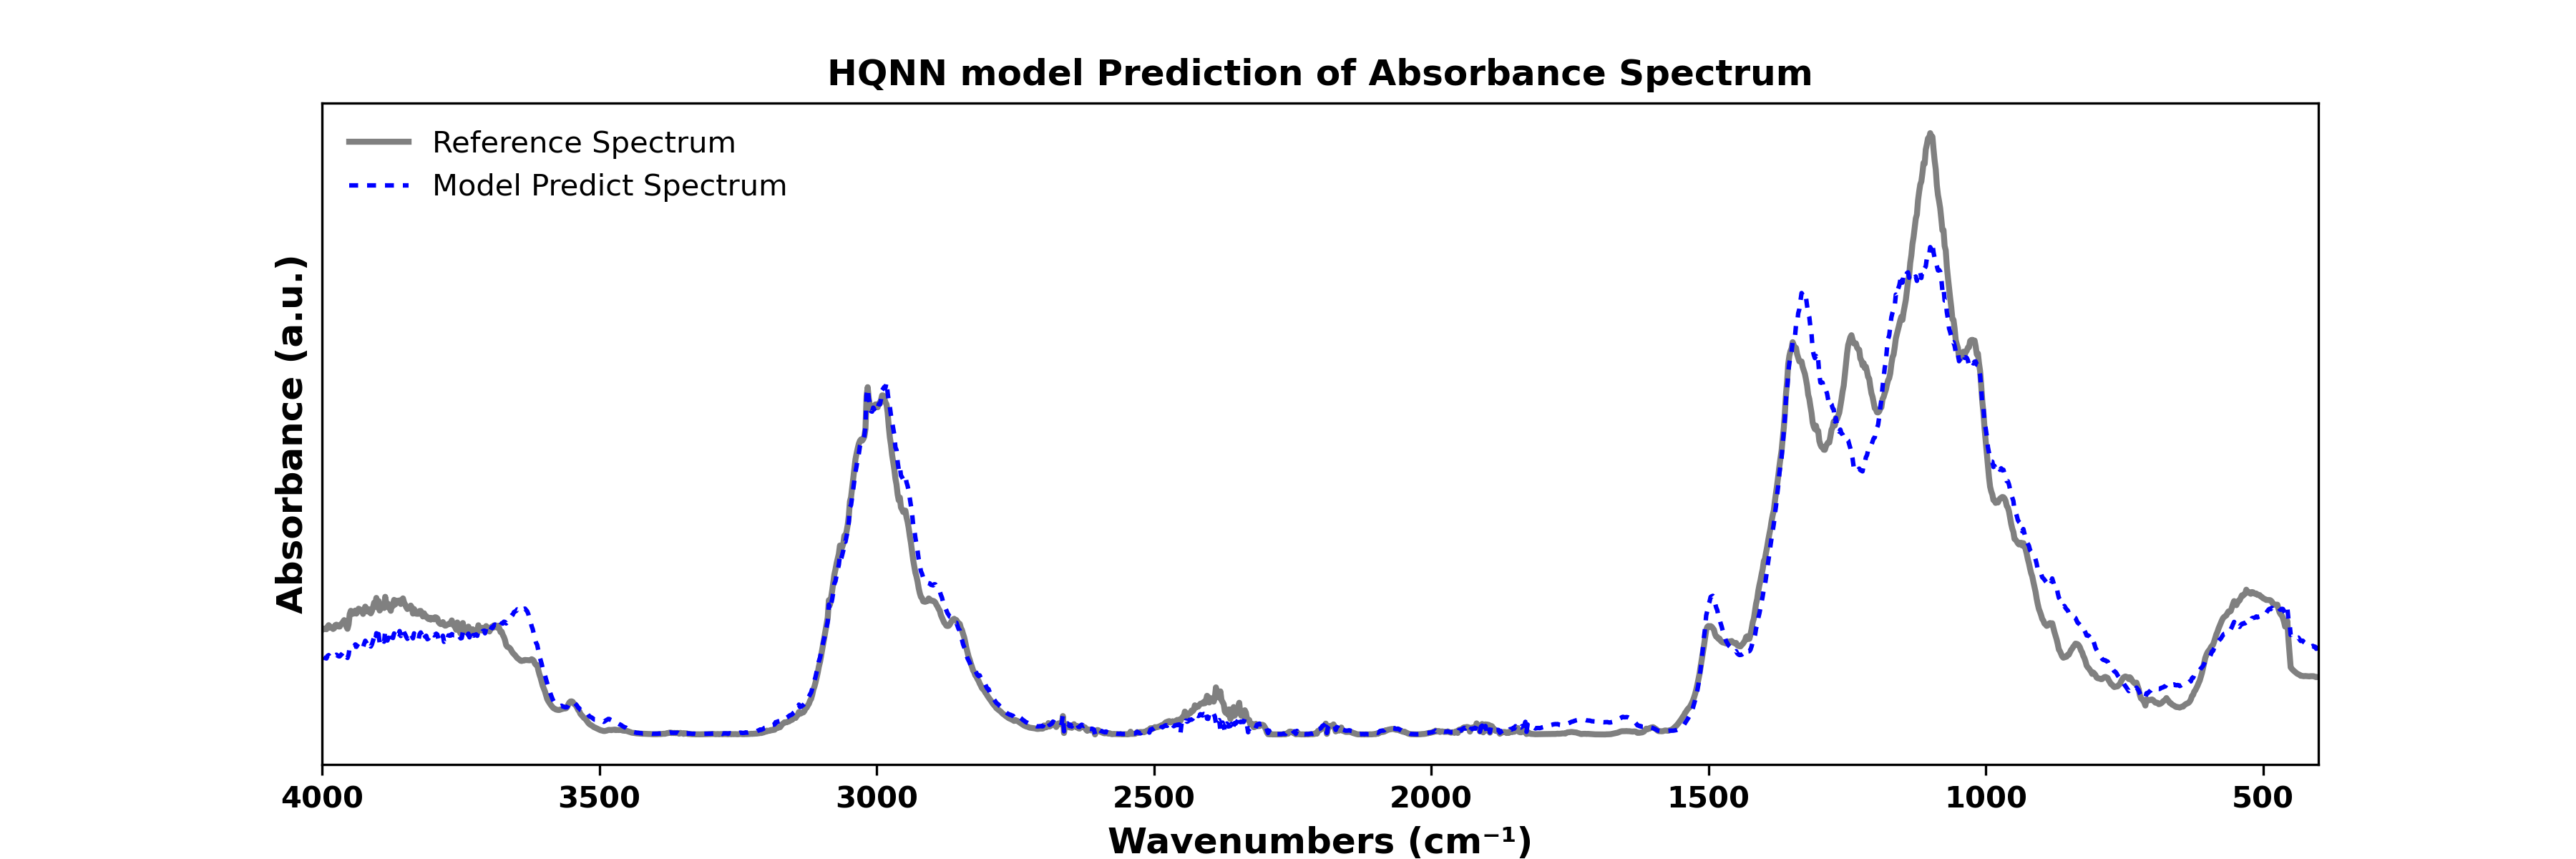 HQNN model Prediction of Absorbance Spectrum
Reference Spectrum
Model Predict Spectrum
Absorbance (a.u.)
4000 3500 3000 2500 2000 1500 1000 500
Wavenumbers (cm⁻¹)